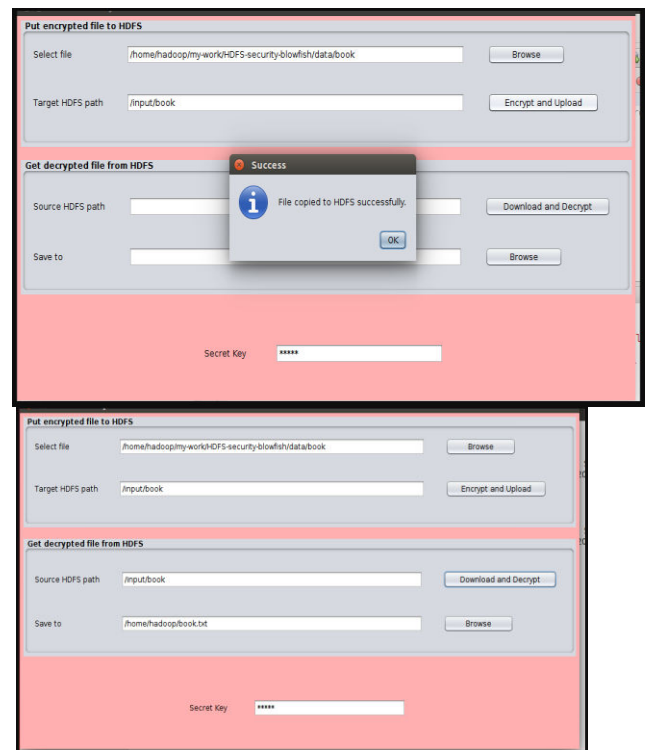 Put encrypted file to HDFS
Select file /home/hadoop/my-work/HDFS-security-blowfish/data/book Browse
Target HDFS path /input/book Encrypt and Upload
Get decrypted file from HDFS
Success
File copied to HDFS successfully.
Source HDFS path Download and Decrypt
OK
Save to Browse
Secret Key *****
Put encrypted file to HDFS
Select file /home/hadoop/my-work/HDFS-security-blowfish/data/book Browse
Target HDFS path /input/book Encrypt and Upload
Get decrypted file from HDFS
Source HDFS path /input/book Download and Decrypt
Save to /home/hadoop/book.txt Browse
Secret Key *****